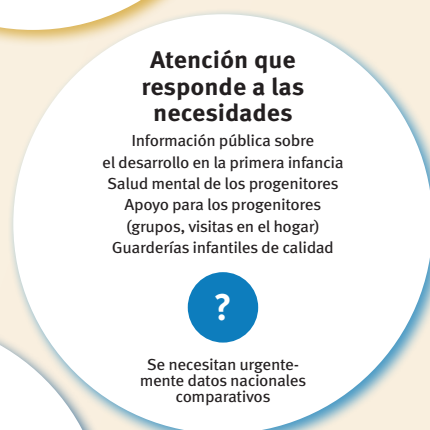 Atención que
responde a las
necesidades
Información pública sobre
el desarrollo en la primera infancia
Salud mental de los progenitores
Apoyo para los progenitores
(grupos, visitas en el hogar)
Guarderías infantiles de calidad
?
Se necesitan urgente-
mente datos nacionales
comparativos